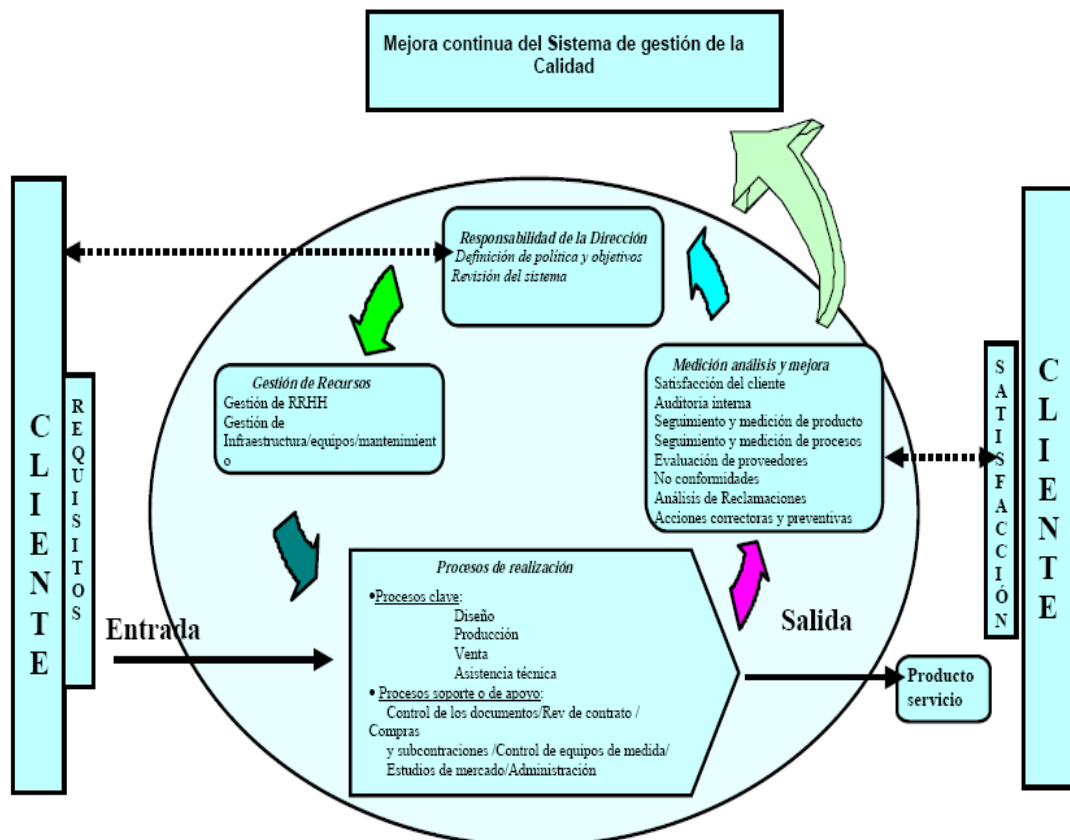 Mejora continua del Sistema de gestión de la
Calidad
CLIENTE
REQUISITOS
Responsabilidad de la Dirección
Definición de política y objetivos
Revisión del sistema
Gestión de Recursos
Gestión de RRHH
Gestión de
Infraestructura/equipos/mantenimient
o
Medición análisis y mejora
Satisfacción del cliente
Auditoria interna
Seguimiento y medición de producto
Seguimiento y medición de procesos
Evaluación de proveedores
No conformidades
Análisis de Reclamaciones
Acciones correctoras y preventivas
SATISFACCIÓN
CLIENTE
Entrada
Procesos de realización
•Procesos clave:
Diseño
Producción
Venta
Asistencia técnica
• Procesos soporte o de apoyo:
Control de los documentos/Rev de contrato /
Compras
y subcontraciones /Control de equipos de medida/
Estudios de mercado/Administración
Salida
Producto
servicio